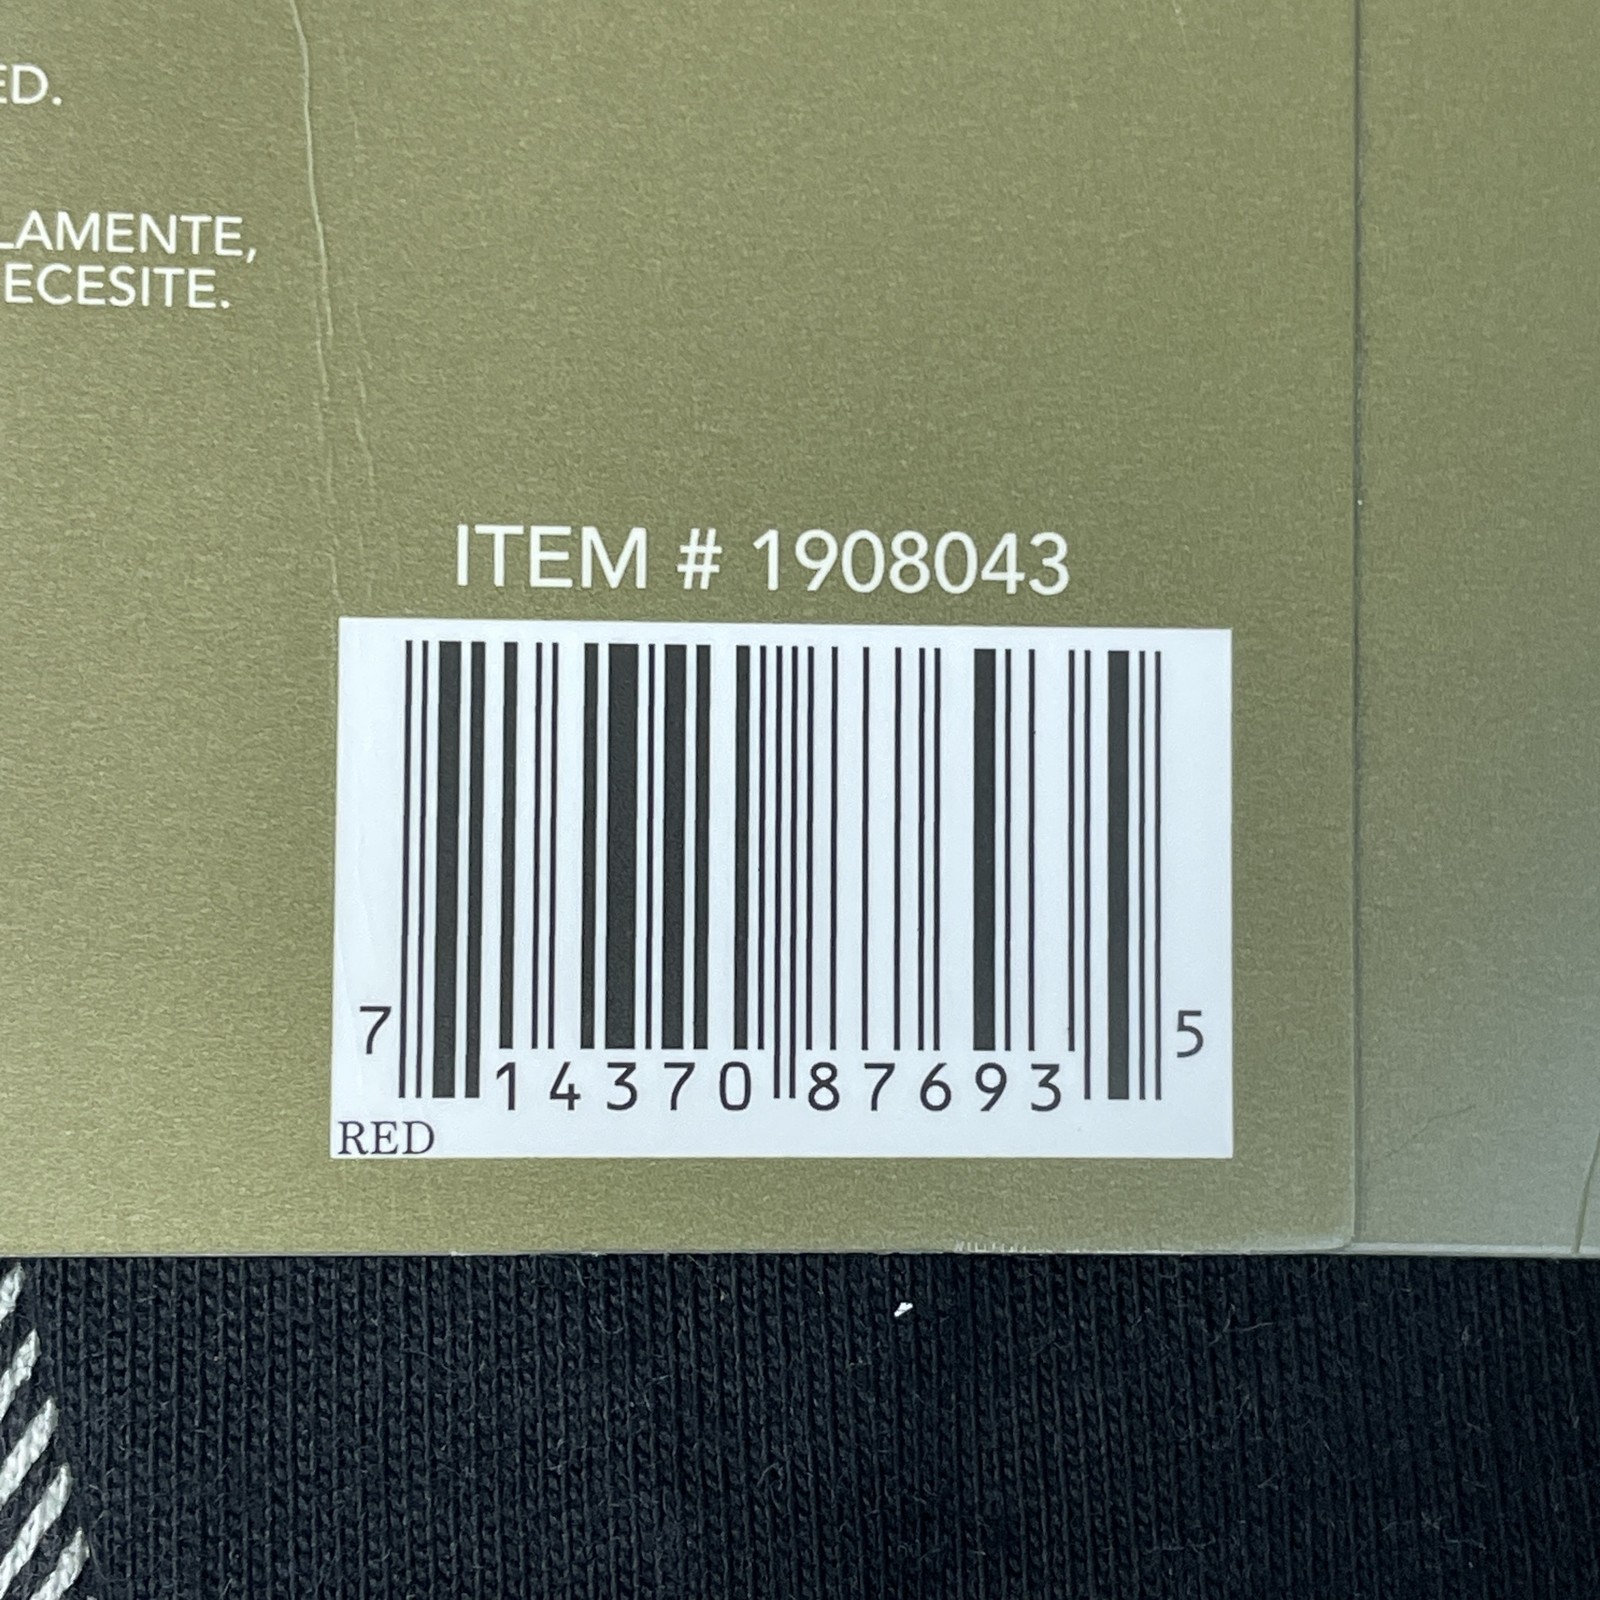 ED.
LAMENTE,
ECESITE.
ITEM # 1908043
7 14370 87693 5
RED